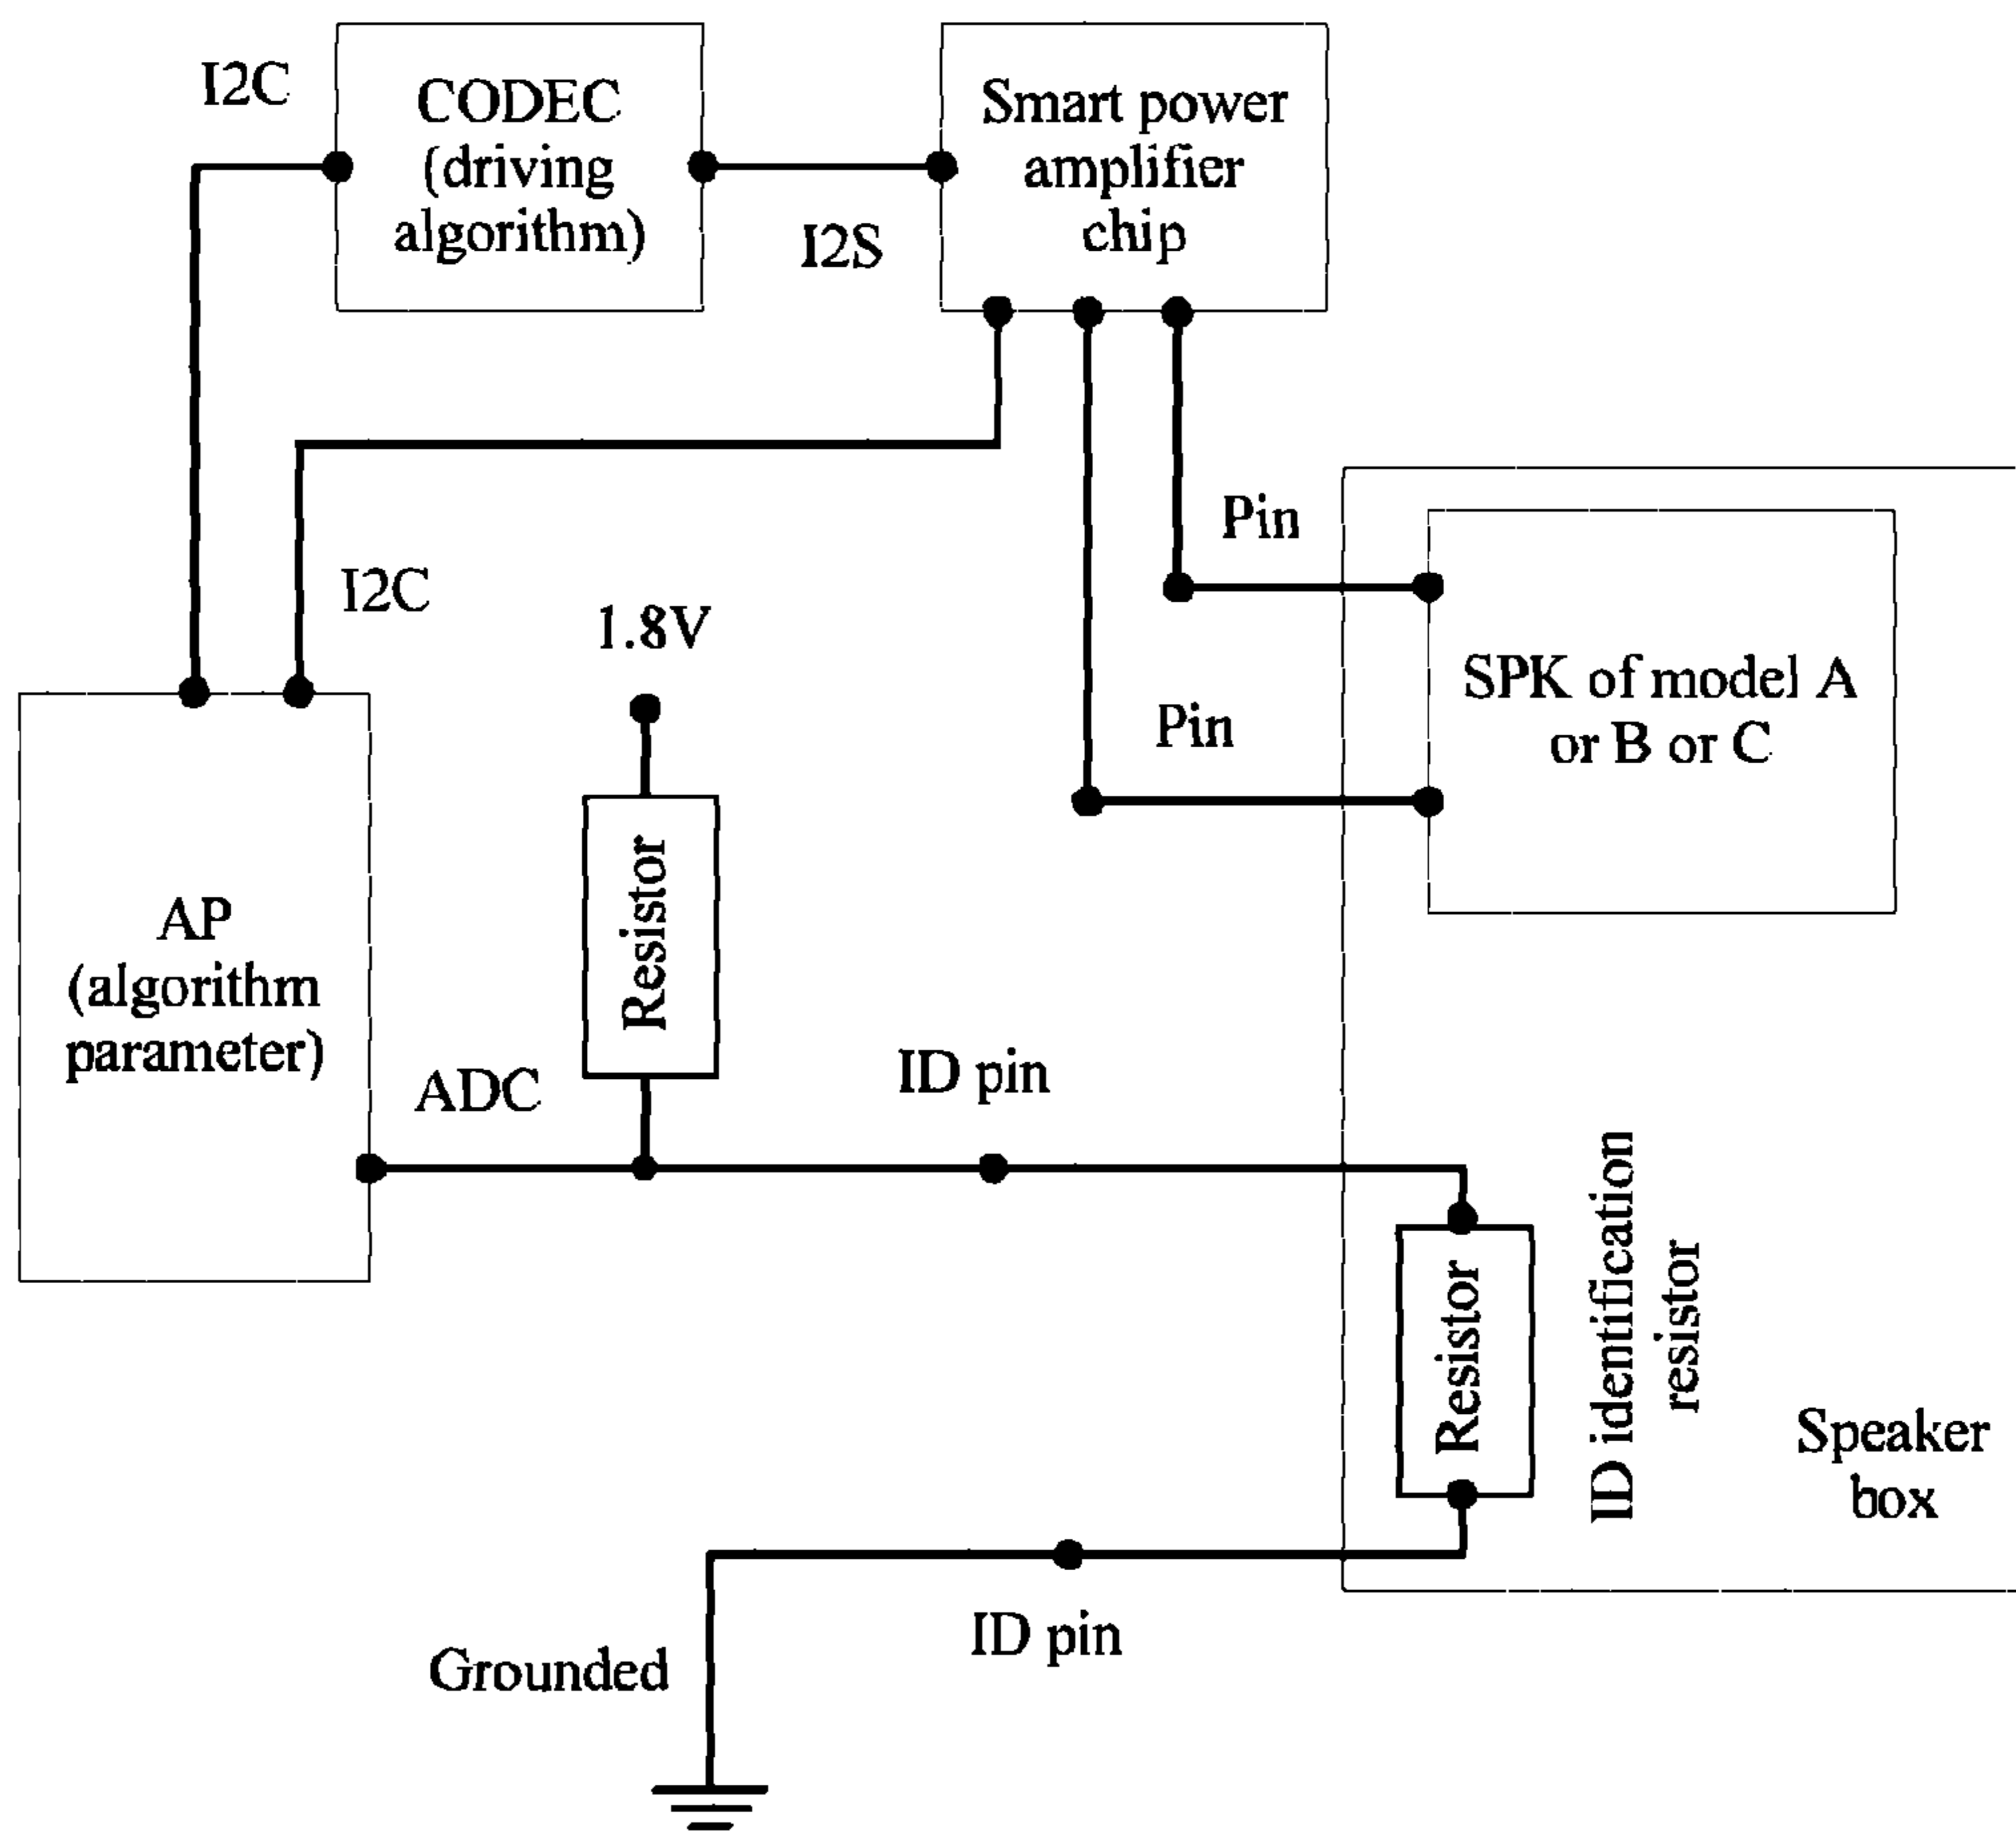 I2C
CODEC
(driving
algorithm)
I2S
Smart power
amplifier
chip
I2C
1.8V
Pin
Pin
SPK of model A
or B or C
AP
(algorithm
parameter)
ADC
Resistor
ID pin
Resistor
ID identification
resistor
Speaker
box
ID pin
Grounded